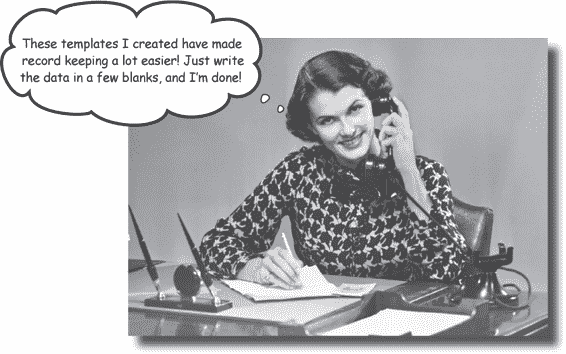 These templates I created have made
record keeping a lot easier! Just write
the data in a few blanks, and I'm done!